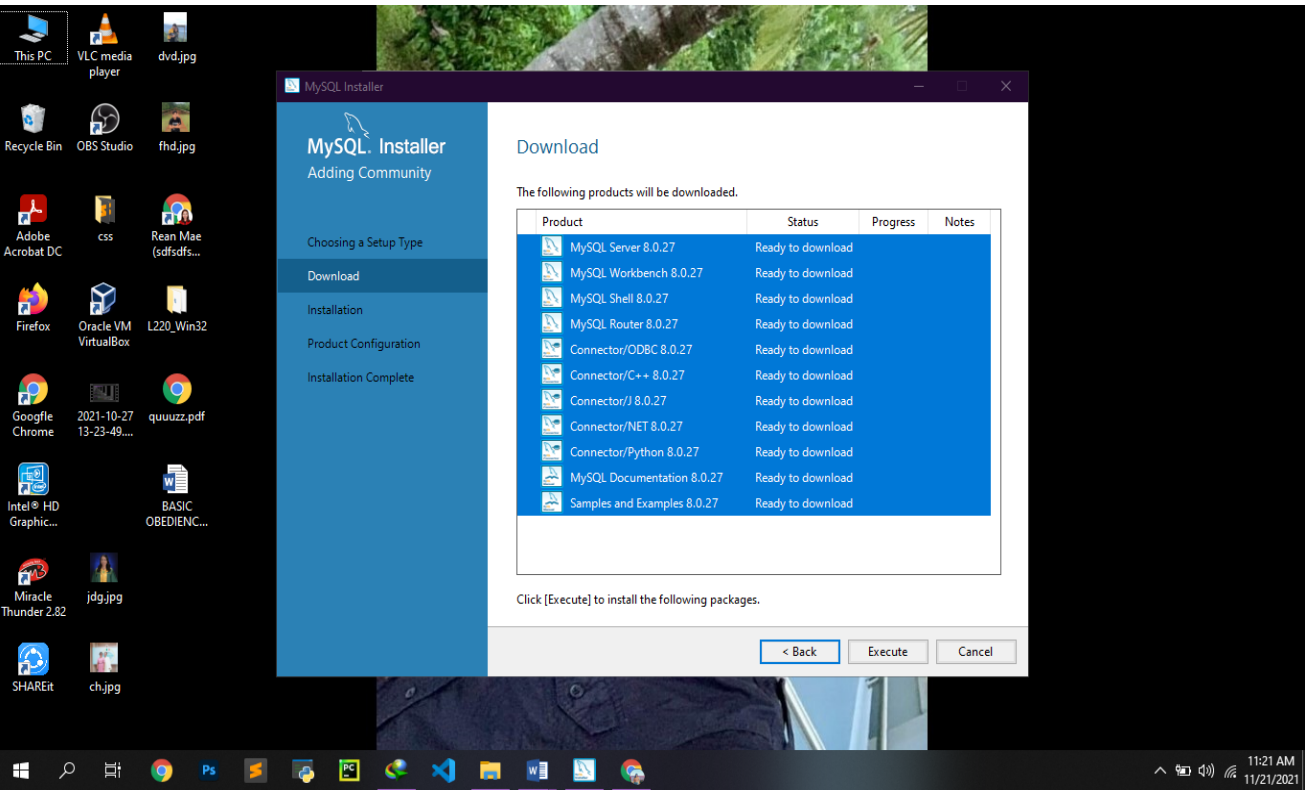 This PC
VLC media
player
dvd.jpg
Recycle Bin
OBS Studio
fhd.jpg
Adobe
Acrobat DC
css
Rean Mae
(sdfsdfs...
Firefox
Oracle VM
VirtualBox
L220_Win32
Googfle
Chrome
2021-10-27
13-23-49....
quuuzz.pdf
Intel® HD
Graphic...
BASIC
OBEDIENC...
Miracle
Thunder 2.82
jdg.jpg
SHAREit
ch.jpg
MySQL Installer
MySQL. Installer
Adding Community
Choosing a Setup Type
Download
Installation
Product Configuration
Installation Complete
Download
The following products will be downloaded.
Product Status Progress Notes
MySQL Server 8.0.27 Ready to download
MySQL Workbench 8.0.27 Ready to download
MySQL Shell 8.0.27 Ready to download
MySQL Router 8.0.27 Ready to download
Connector/ODBC 8.0.27 Ready to download
Connector/C++ 8.0.27 Ready to download
Connector/J 8.0.27 Ready to download
Connector/NET 8.0.27 Ready to download
Connector/Python 8.0.27 Ready to download
MySQL Documentation 8.0.27 Ready to download
Samples and Examples 8.0.27 Ready to download
Click [Execute] to install the following packages.
< Back Execute Cancel
Ps
PC
11:21 AM
11/21/2021